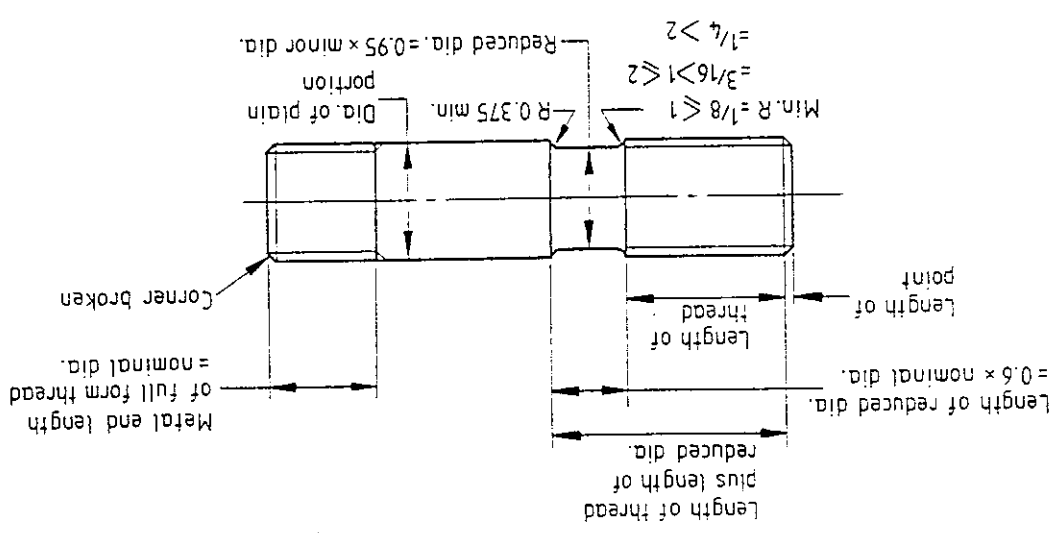 Length of thread
plus length of
reduced dia.
Length of reduced dia.
= 0.6 × nominal dia.
Metal end length
of full form thread
= nominal dia.
Length of
point
Length of
thread
Corner broken
Min. R = 1/8 ⩽ 1
= 3/16 > 1 ⩽ 2
= 1/4 > 2
R 0.375 min.
Dia. of plain
portion
Reduced dia. = 0.95 × minor dia.